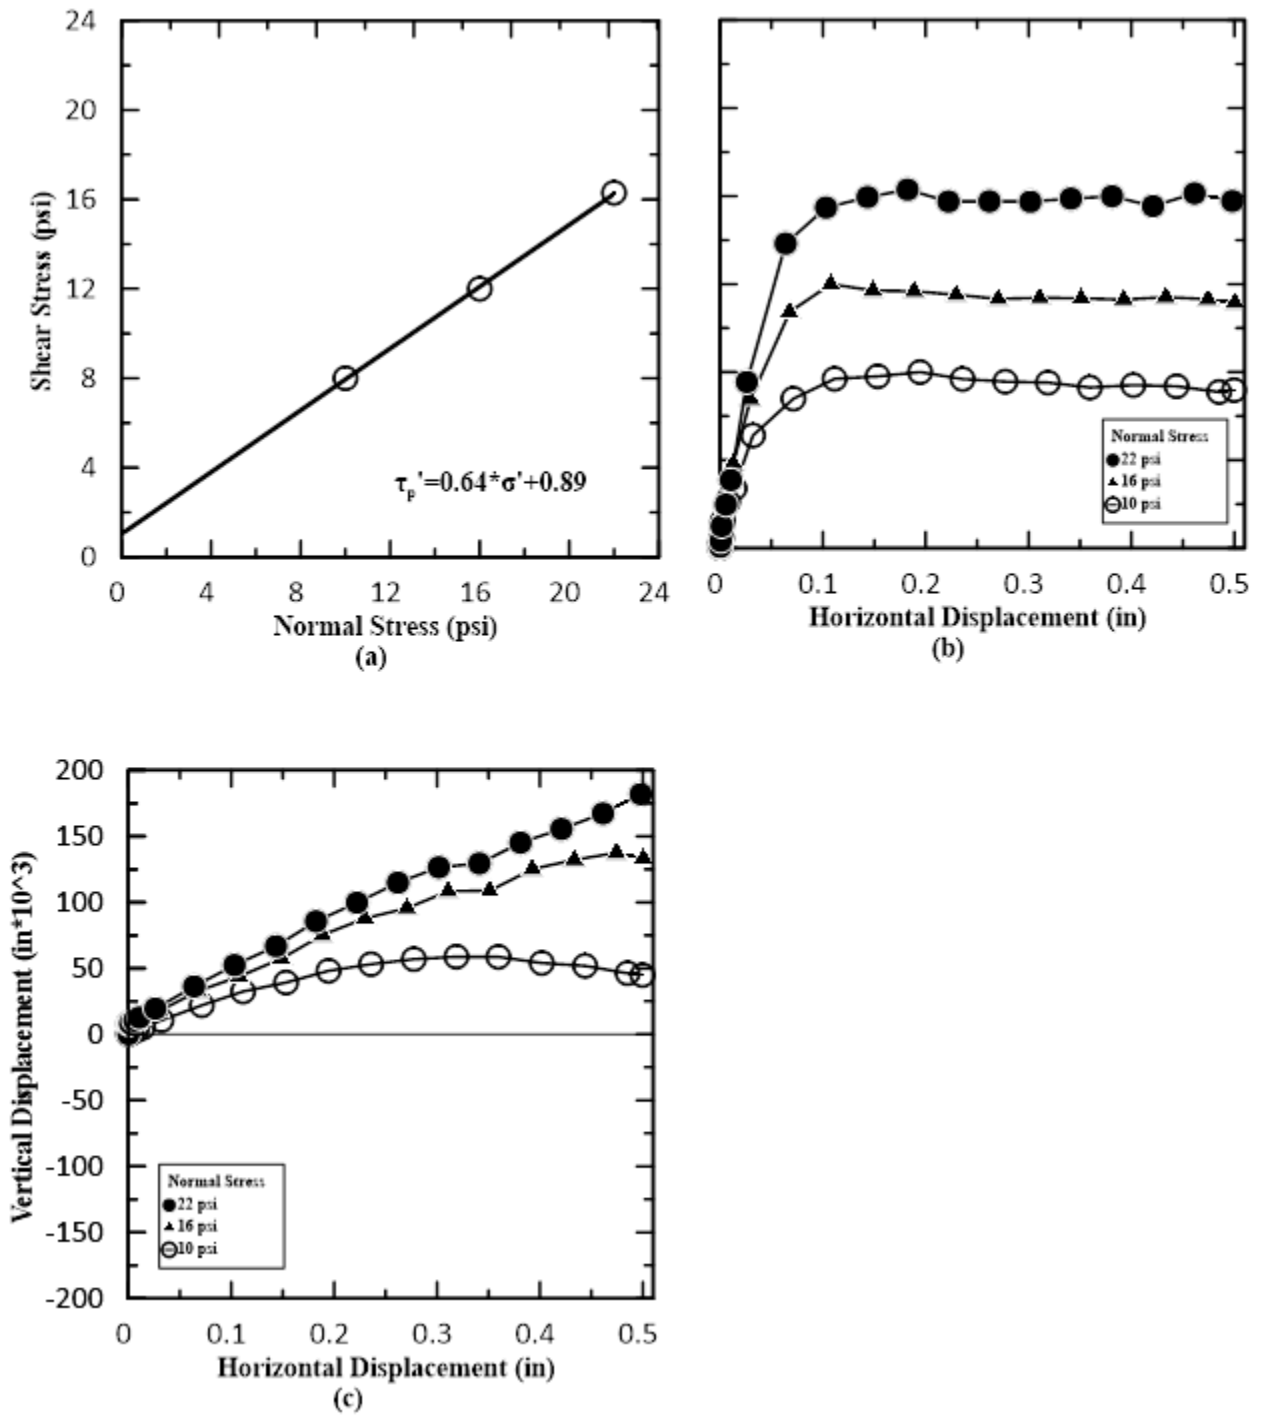 24
20
16
12
8
4
0
Shear Stress (psi)
τp'=0.64*σ'+0.89
0 4 8 12 16 20 24
Normal Stress (psi)
(a)
Normal Stress
22 psi
16 psi
10 psi
0 0.1 0.2 0.3 0.4 0.5
Horizontal Displacement (in)
(b)
200
150
100
50
0
-50
-100
-150
-200
Vertical Displacement (in*10^3)
Normal Stress
22 psi
16 psi
10 psi
0 0.1 0.2 0.3 0.4 0.5
Horizontal Displacement (in)
(c)